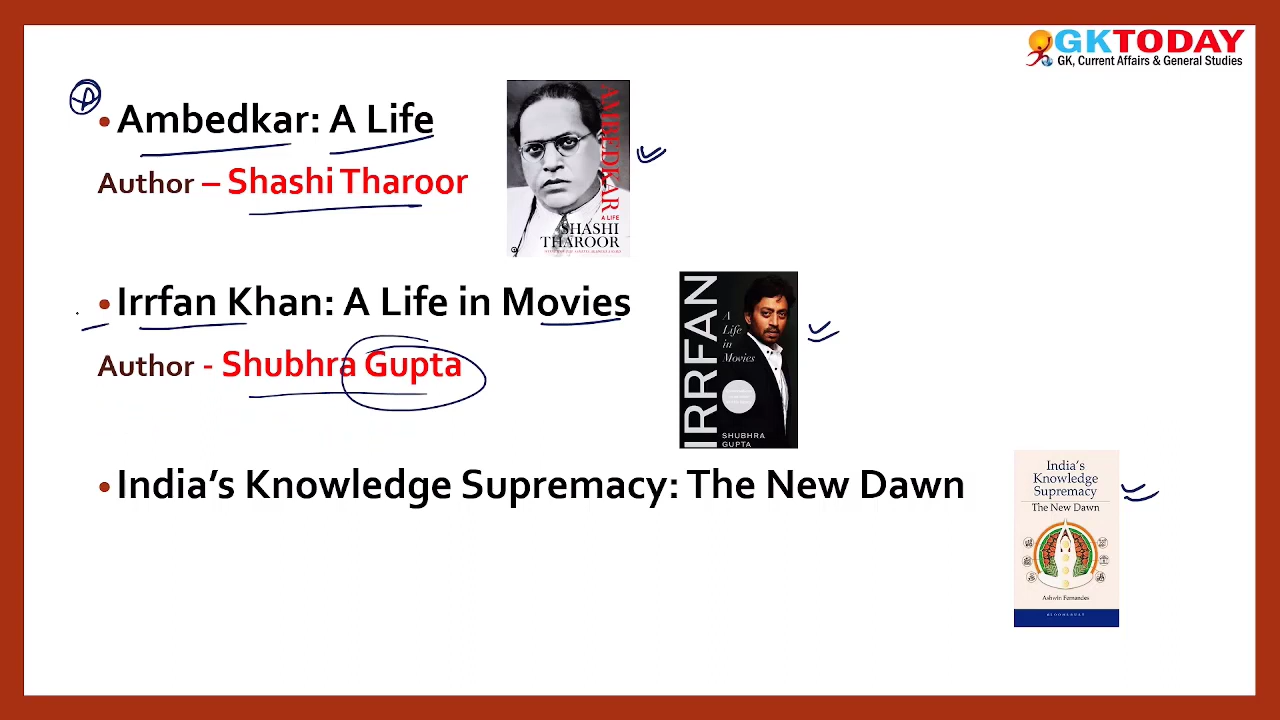 GKTODAY
GK, Current Affairs & General Studies
• Ambedkar: A Life
Author – Shashi Tharoor
AMBEDKAR
A LIFE
SHASHI
THAROOR
• Irrfan Khan: A Life in Movies
Author - Shubhra Gupta
IRRFAN
A
Life
in
Movies
SHUBHRA
GUPTA
• India’s Knowledge Supremacy: The New Dawn
India's
Knowledge
Supremacy
The New Dawn
Ashwin Fernandes
BLOOMSBURY